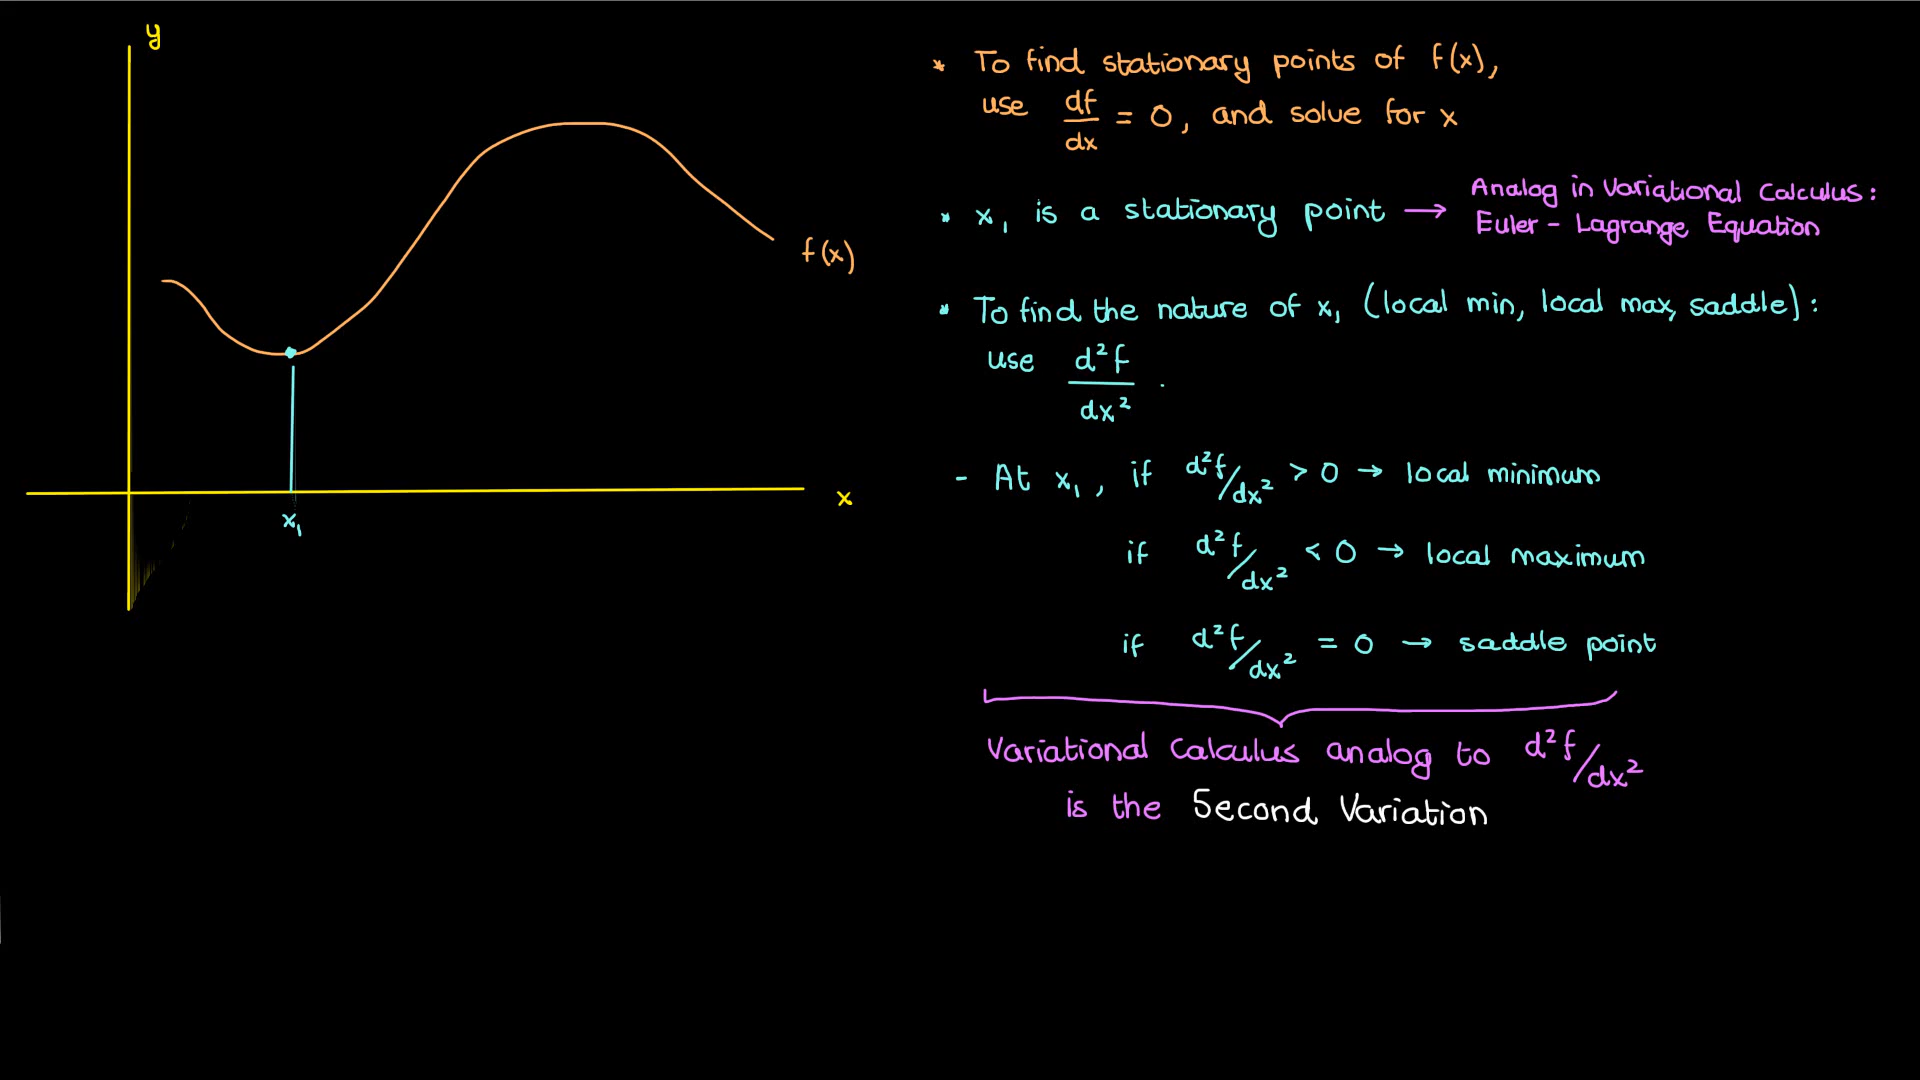 y
f(x)
x
x₁
* To find stationary points of f(x),
use df/dx = 0, and solve for x
* x₁ is a stationary point → Analog in Variational Calculus:
Euler - Lagrange Equation
* To find the nature of x₁ (local min, local max, saddle):
use d²f/dx² .
- At x₁, if d²f/dx² > 0 → local minimum
if d²f/dx² < 0 → local maximum
if d²f/dx² = 0 → saddle point
Variational Calculus analog to d²f/dx²
is the Second Variation